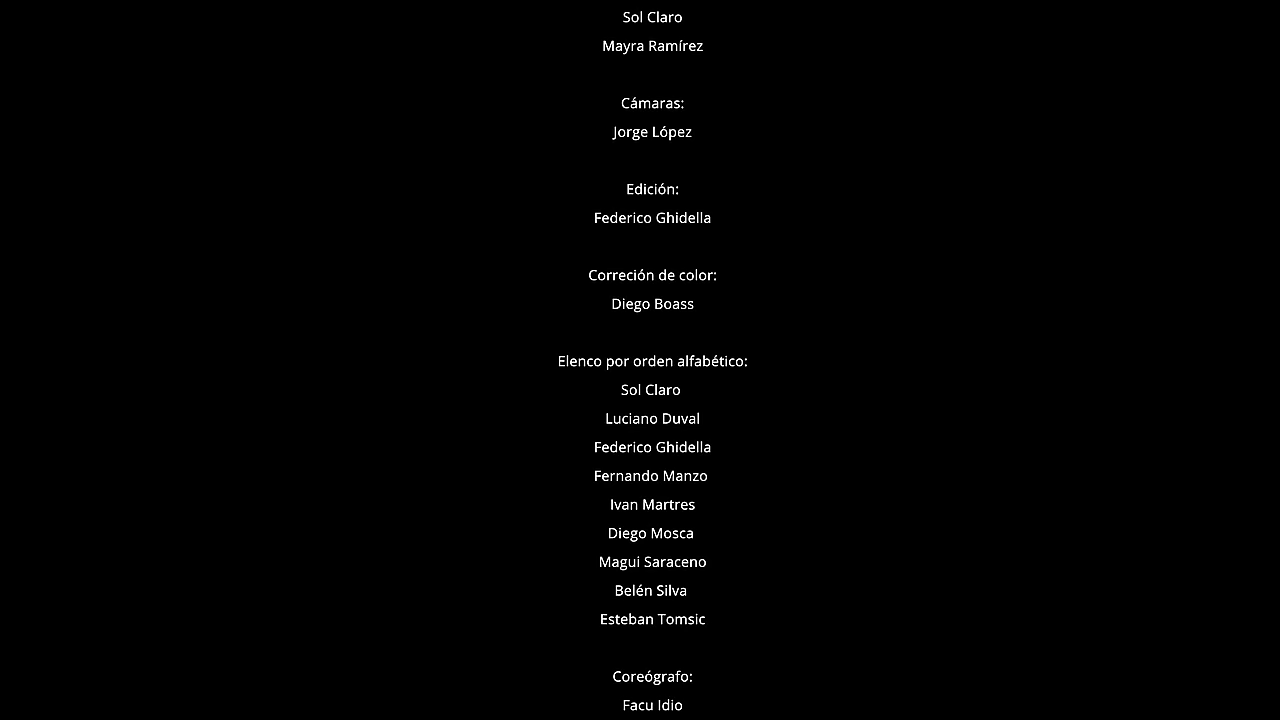 Sol Claro
Mayra Ramírez
Cámaras:
Jorge López
Edición:
Federico Ghidella
Correción de color:
Diego Boass
Elenco por orden alfabético:
Sol Claro
Luciano Duval
Federico Ghidella
Fernando Manzo
Ivan Martres
Diego Mosca
Magui Saraceno
Belén Silva
Esteban Tomsic
Coreógrafo:
Facu Idio